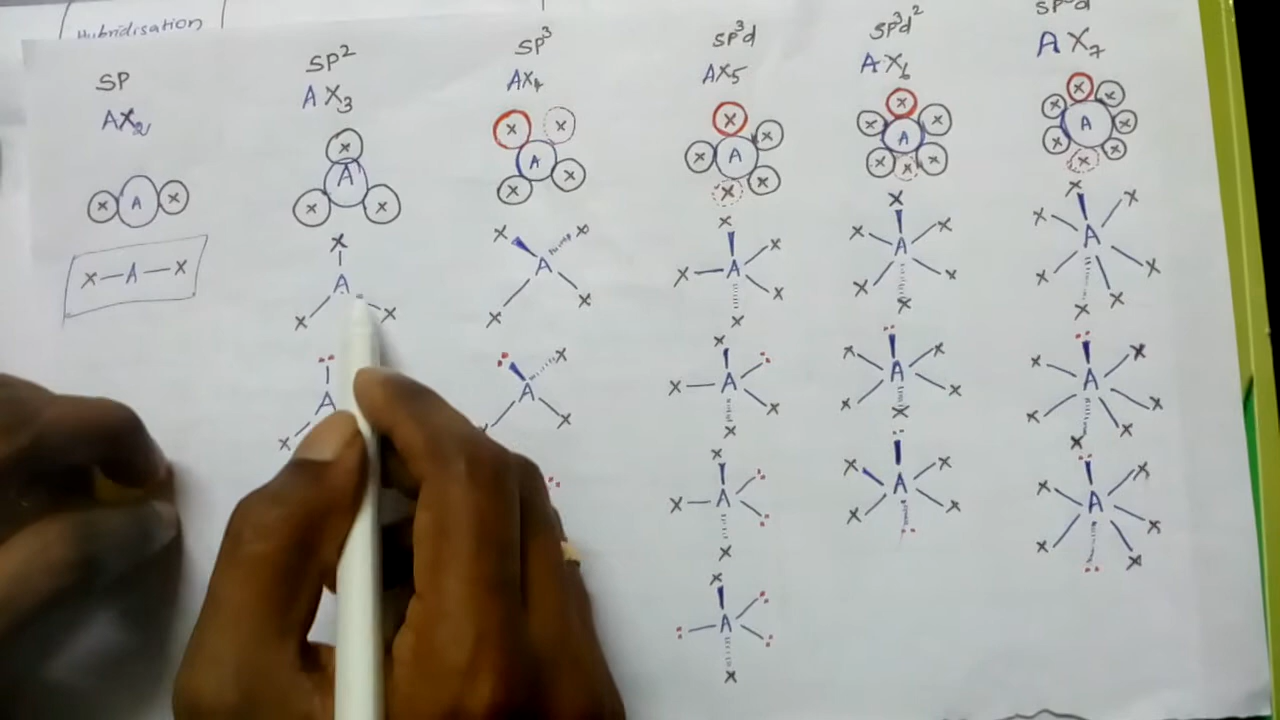 Hybridisation
SP
AX2
X A X
X—A—X
SP²
AX3
X
A
X X
X
A
X X
A
X
SP³
AX4
X X
A
X X
X X
A
X X
X
A
X
SP³d
AX5
X
X A X
X X
X
X A X
X
X
X
X A
X
X
X
X A
X
X
A
X
SP³d²
AX6
X
X A X
X X X
X
X A X
X X
X
X X
A
X X
X
X A X
X X
AX7
X X X
A X
X X X
X
X X
A
X X
X X
X X
A
X X
X X
X X
A
X X
X